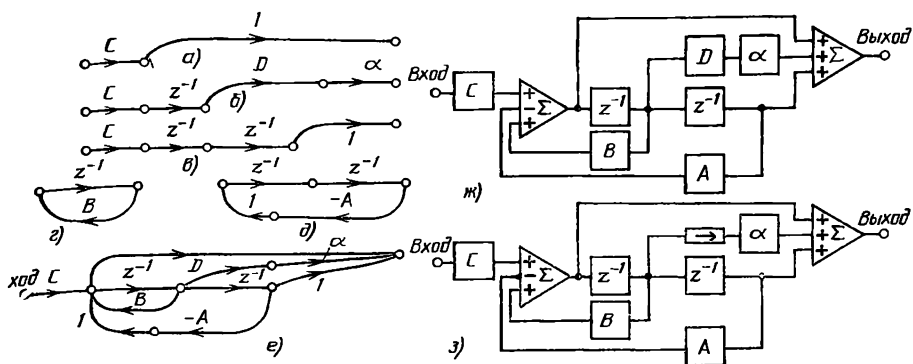 C 1
а)
C z⁻¹ D α
б)
C z⁻¹ z⁻¹ 1
в)
z⁻¹
B
г)
z⁻¹ z⁻¹
1 -A
д)
ход C z⁻¹ D z⁻¹ α
B 1
1 -A
е)
Вход C + - + Σ z⁻¹ D α + + + Σ Выход
z⁻¹
B
A
ж)
Вход C + - + Σ z⁻¹ → α + + + Σ Выход
z⁻¹
B
A
з)